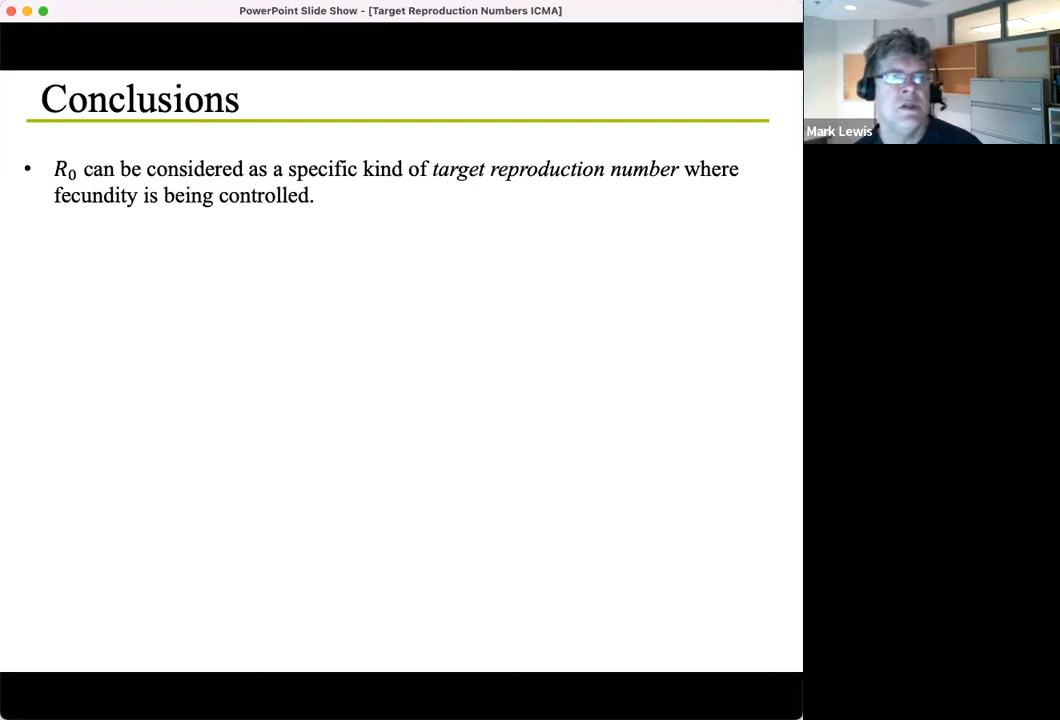 PowerPoint Slide Show - [Target Reproduction Numbers ICMA]
Conclusions
• R₀ can be considered as a specific kind of target reproduction number where
fecundity is being controlled.
Mark Lewis